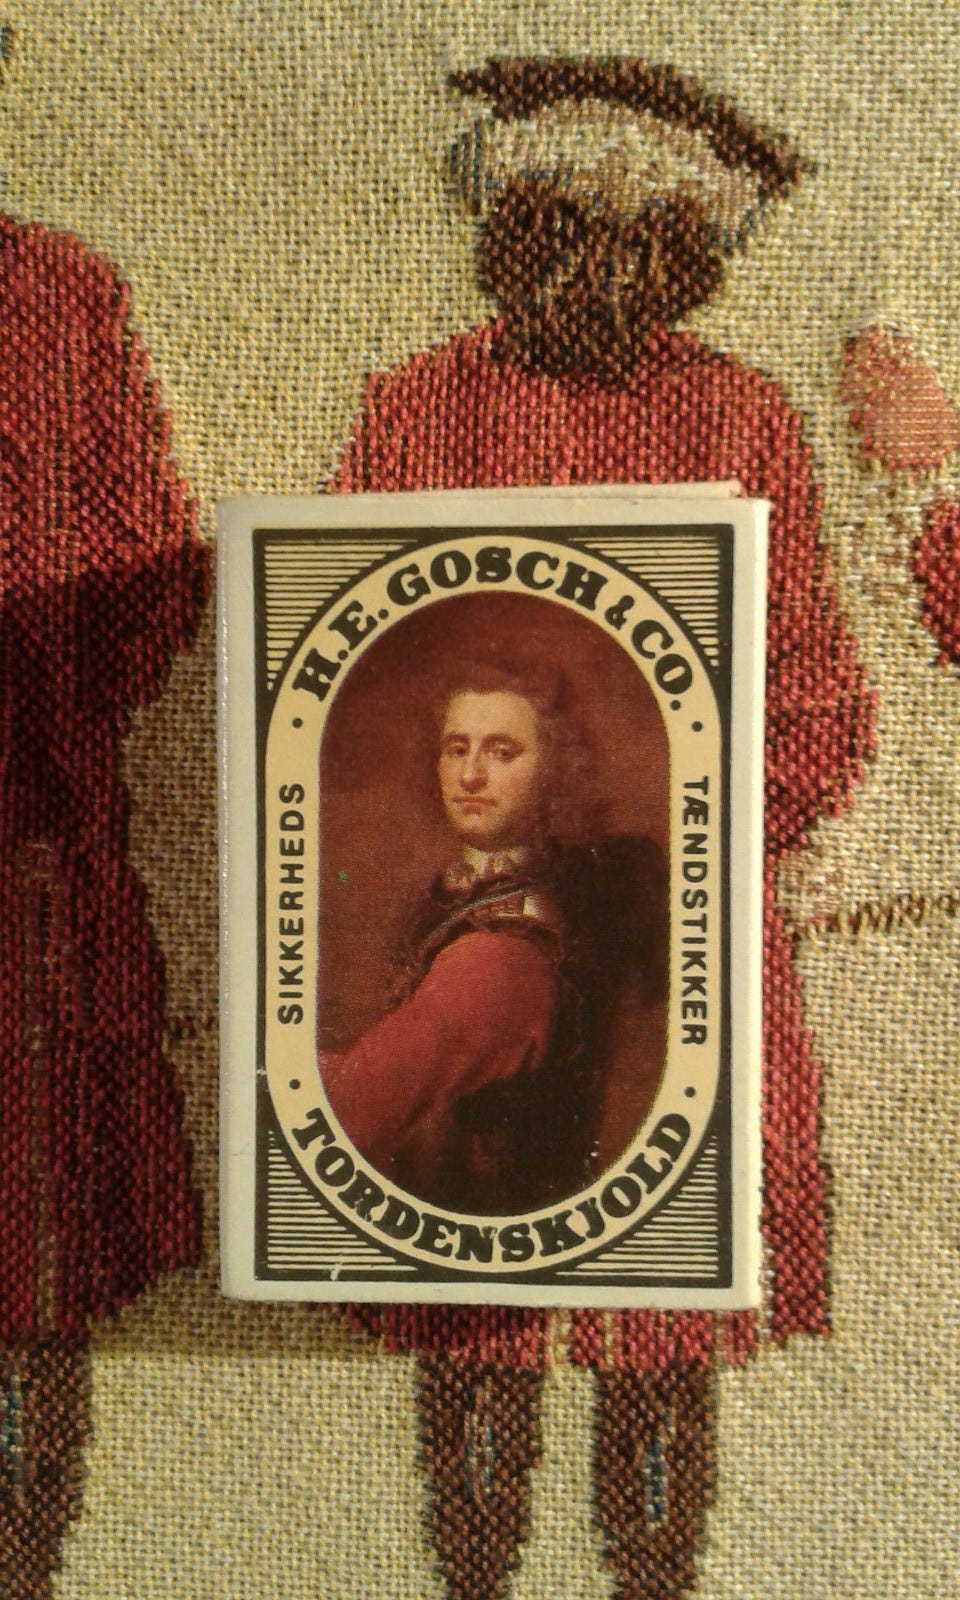 H.E. GOSCH & CO.
SIKKERHEDS
TÆNDSTIKKER
TORDENSKJOLD